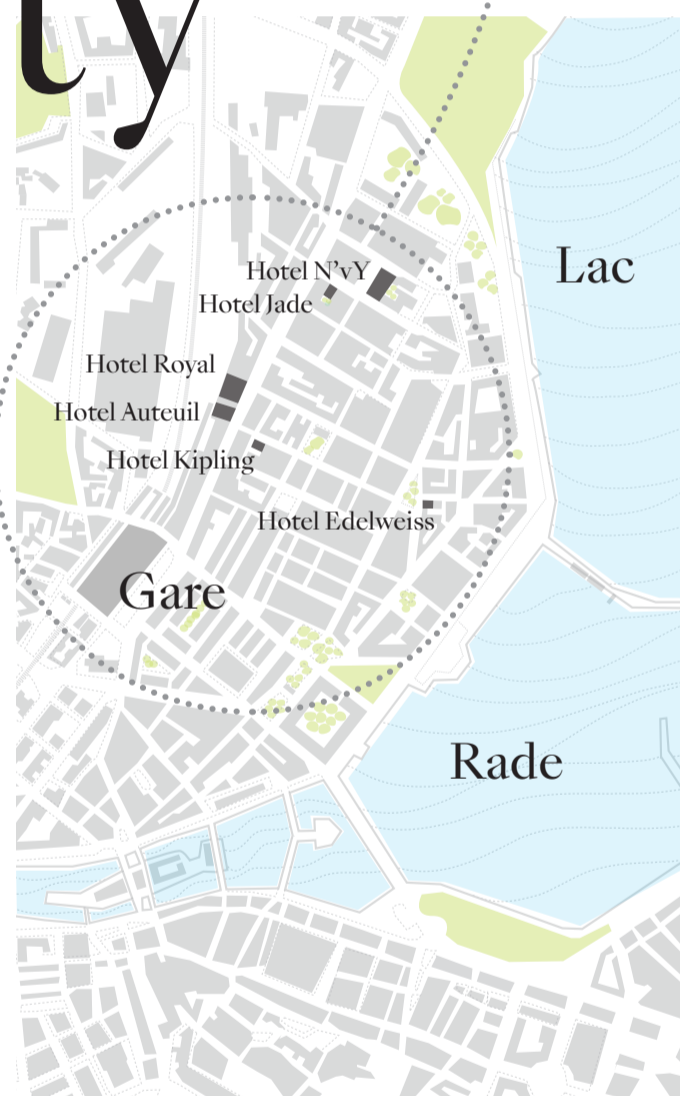 ty
Hotel N'vY
Hotel Jade
Lac
Hotel Royal
Hotel Auteuil
Hotel Kipling
Hotel Edelweiss
Gare
Rade